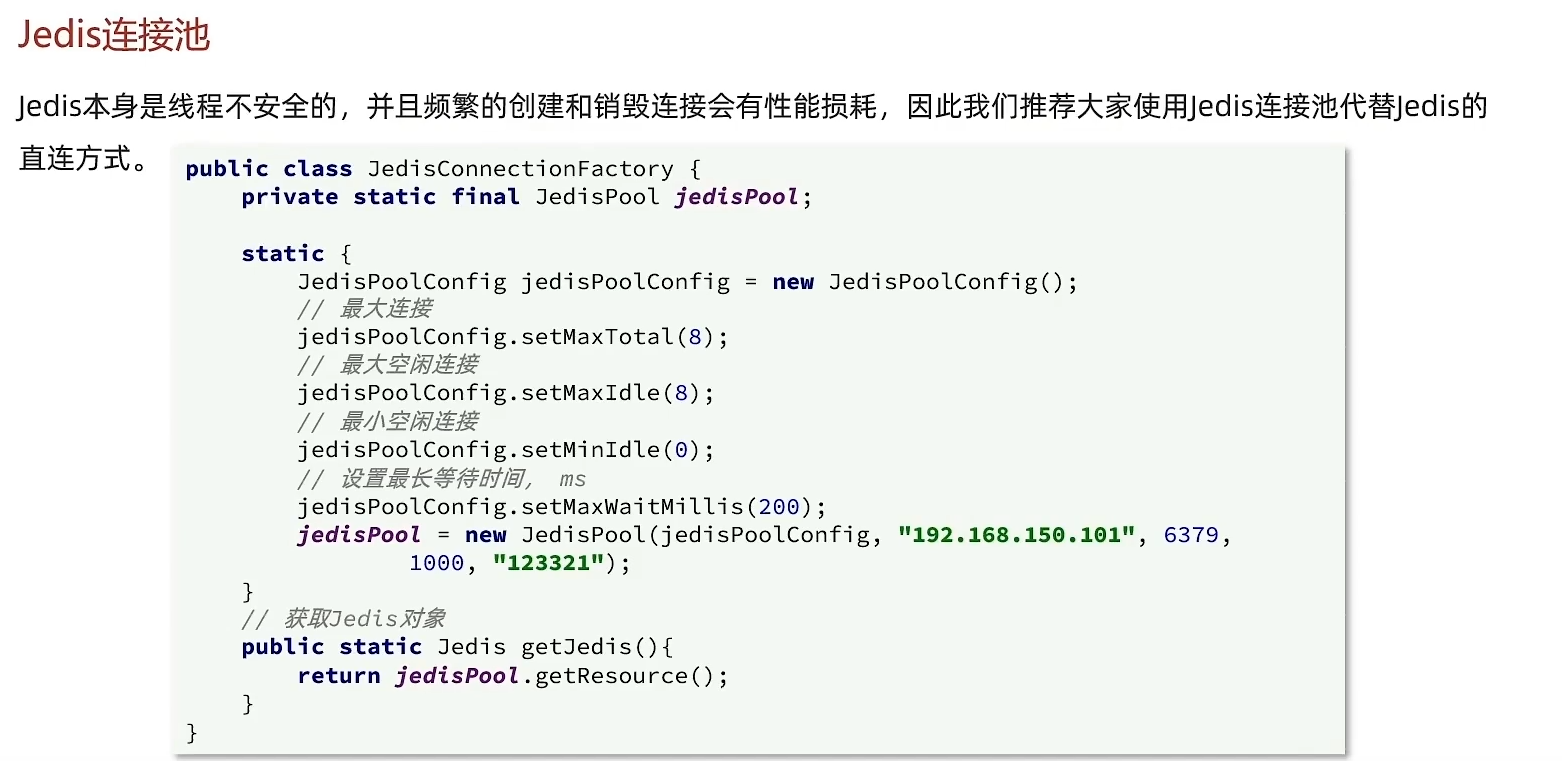 Jedis连接池
Jedis本身是线程不安全的，并且频繁的创建和销毁连接会有性能损耗，因此我们推荐大家使用Jedis连接池代替Jedis的
直连方式。
public class JedisConnectionFactory {
    private static final JedisPool jedisPool;

    static {
        JedisPoolConfig jedisPoolConfig = new JedisPoolConfig();
        // 最大连接
        jedisPoolConfig.setMaxTotal(8);
        // 最大空闲连接
        jedisPoolConfig.setMaxIdle(8);
        // 最小空闲连接
        jedisPoolConfig.setMinIdle(0);
        // 设置最长等待时间， ms
        jedisPoolConfig.setMaxWaitMillis(200);
        jedisPool = new JedisPool(jedisPoolConfig, "192.168.150.101", 6379,
                1000, "123321");
    }
    // 获取Jedis对象
    public static Jedis getJedis(){
        return jedisPool.getResource();
    }
}